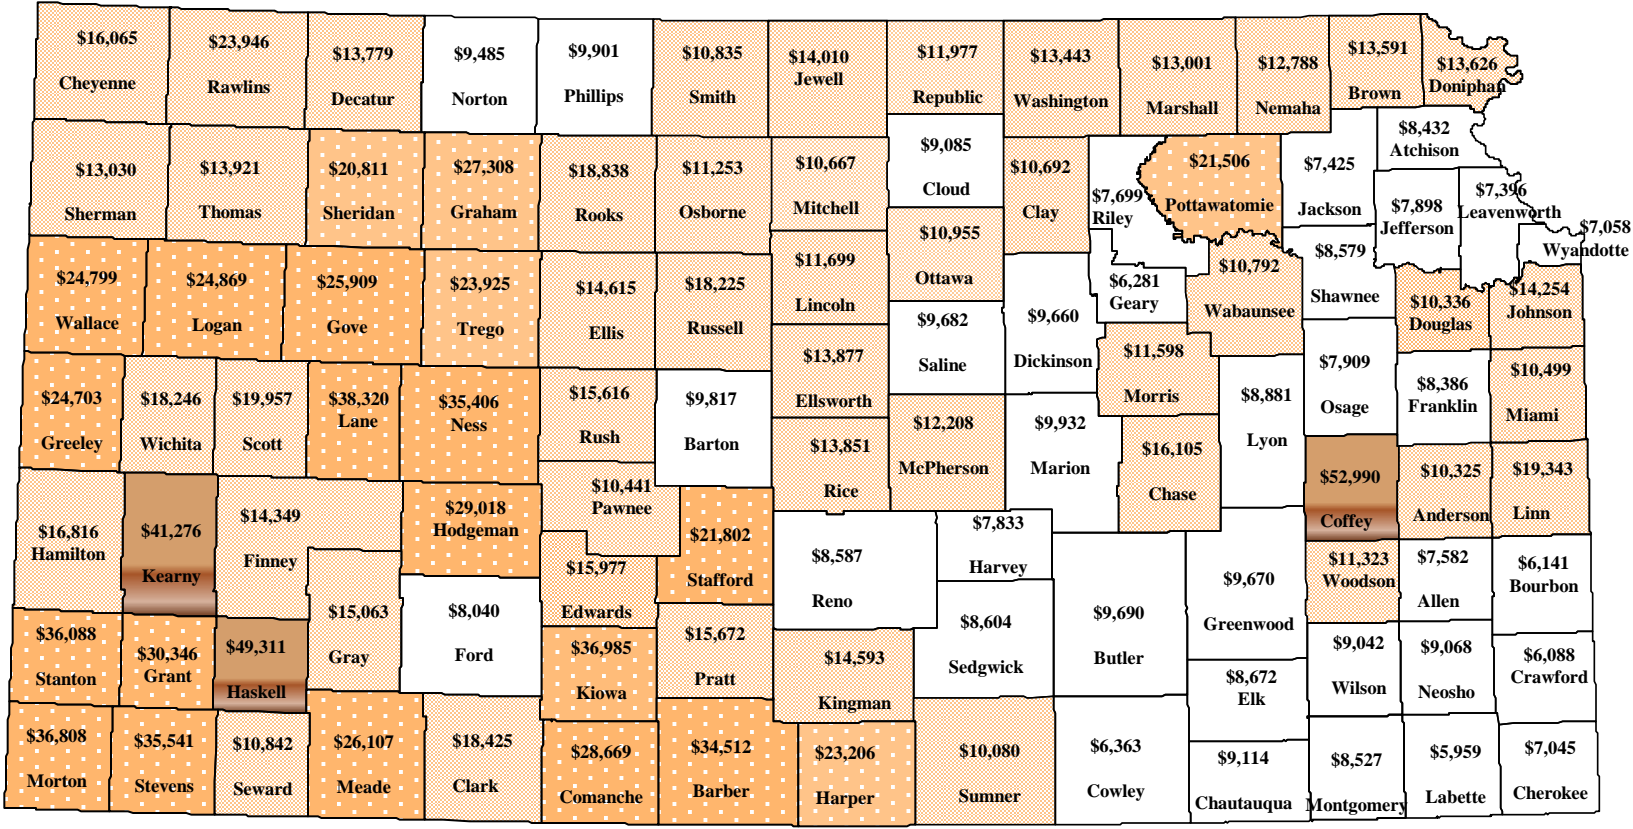 $16,065
Cheyenne
$23,946
Rawlins
$13,779
Decatur
$9,485
Norton
$9,901
Phillips
$10,835
Smith
$14,010
Jewell
$11,977
Republic
$13,443
Washington
$13,001
Marshall
$12,788
Nemaha
$13,591
Brown
$13,626
Doniphan
$13,030
Sherman
$13,921
Thomas
$20,811
Sheridan
$27,308
Graham
$18,838
Rooks
$11,253
Osborne
$10,667
Mitchell
$9,085
Cloud
$10,692
Clay
$7,699
Riley
$21,506
Pottawatomie
$7,425
Jackson
$8,432
Atchison
$7,898
Jefferson
$7,396
Leavenworth
$7,058
Wyandotte
$24,799
Wallace
$24,869
Logan
$25,909
Gove
$23,925
Trego
$14,615
Ellis
$18,225
Russell
$11,699
Lincoln
$10,955
Ottawa
$9,682
Saline
$9,660
Dickinson
$6,281
Geary
$10,792
Wabaunsee
$8,579
Shawnee
$10,336
Douglas
$14,254
Johnson
$24,703
Greeley
$18,246
Wichita
$19,957
Scott
$38,320
Lane
$35,406
Ness
$15,616
Rush
$9,817
Barton
$13,877
Ellsworth
$13,851
Rice
$12,208
McPherson
$9,932
Marion
$11,598
Morris
$16,105
Chase
$8,881
Lyon
$7,909
Osage
$8,386
Franklin
$10,499
Miami
$16,816
Hamilton
$41,276
Kearny
$14,349
Finney
$29,018
Hodgeman
$10,441
Pawnee
$21,802
Stafford
$15,977
Edwards
$8,587
Reno
$7,833
Harvey
$52,990
Coffey
$10,325
Anderson
$19,343
Linn
$36,088
Stanton
$30,346
Grant
$49,311
Haskell
$15,063
Gray
$8,040
Ford
$36,985
Kiowa
$15,672
Pratt
$14,593
Kingman
$8,604
Sedgwick
$9,690
Butler
$9,670
Greenwood
$11,323
Woodson
$7,582
Allen
$6,141
Bourbon
$8,672
Elk
$9,042
Wilson
$9,068
Neosho
$6,088
Crawford
$36,808
Morton
$35,541
Stevens
$10,842
Seward
$26,107
Meade
$18,425
Clark
$28,669
Comanche
$34,512
Barber
$23,206
Harper
$10,080
Sumner
$6,363
Cowley
$9,114
Chautauqua
$8,527
Montgomery
$5,959
Labette
$7,045
Cherokee